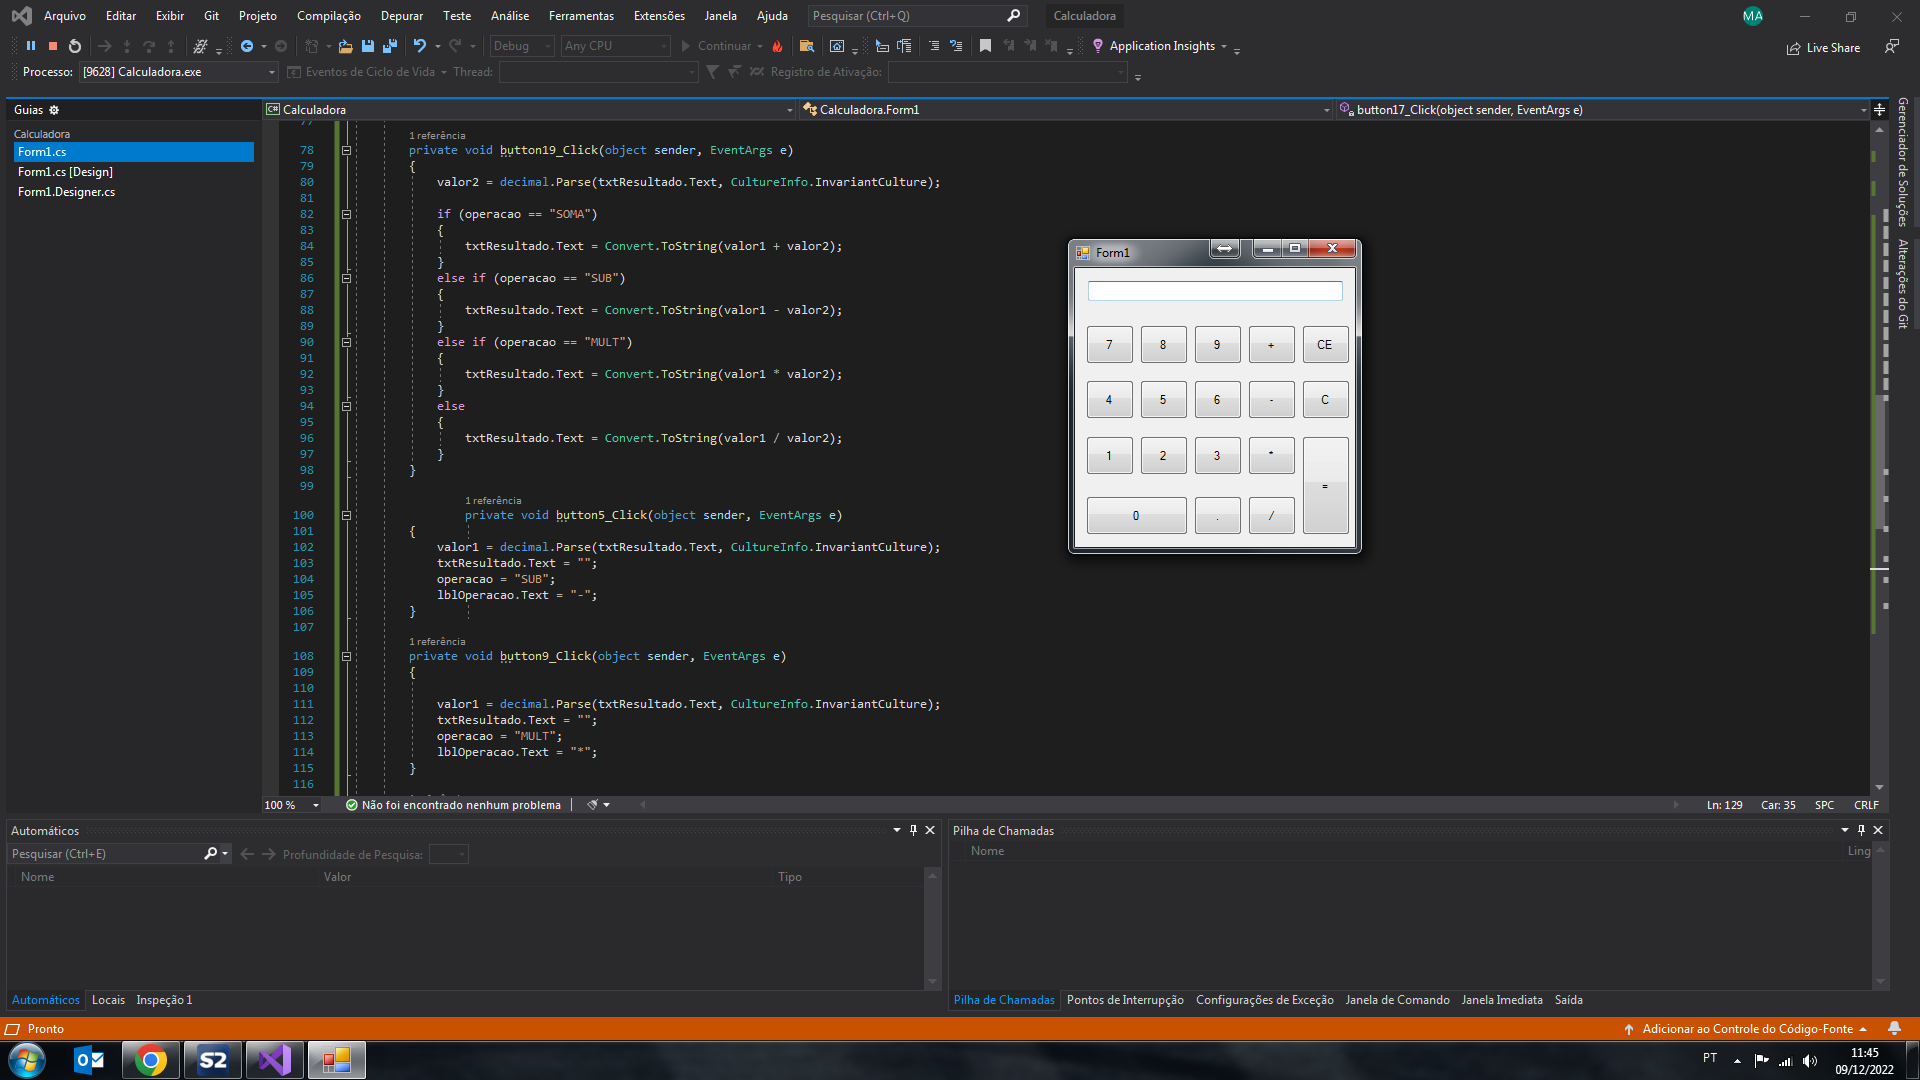 Arquivo Editar Exibir Git Projeto Compilação Depurar Teste Análise Ferramentas Extensões Janela Ajuda Pesquisar (Ctrl+Q) Calculadora MA
Debug Any CPU Continuar Application Insights Live Share
Processo: [9628] Calculadora.exe Eventos de Ciclo de Vida Thread: Registro de Ativação:
Guias
Calculadora
Form1.cs
Form1.cs [Design]
Form1.Designer.cs
C# Calculadora Calculadora.Form1 button17_Click(object sender, EventArgs e)
77
1 referência
78 private void button19_Click(object sender, EventArgs e)
79 {
80 valor2 = decimal.Parse(txtResultado.Text, CultureInfo.InvariantCulture);
81
82 if (operacao == "SOMA")
83 {
84 txtResultado.Text = Convert.ToString(valor1 + valor2);
85 }
86 else if (operacao == "SUB")
87 {
88 txtResultado.Text = Convert.ToString(valor1 - valor2);
89 }
90 else if (operacao == "MULT")
91 {
92 txtResultado.Text = Convert.ToString(valor1 * valor2);
93 }
94 else
95 {
96 txtResultado.Text = Convert.ToString(valor1 / valor2);
97 }
98 }
99
1 referência
100 private void button5_Click(object sender, EventArgs e)
101 {
102 valor1 = decimal.Parse(txtResultado.Text, CultureInfo.InvariantCulture);
103 txtResultado.Text = "";
104 operacao = "SUB";
105 lblOperacao.Text = "-";
106 }
107
1 referência
108 private void button9_Click(object sender, EventArgs e)
109 {
110
111 valor1 = decimal.Parse(txtResultado.Text, CultureInfo.InvariantCulture);
112 txtResultado.Text = "";
113 operacao = "MULT";
114 lblOperacao.Text = "*";
115 }
116
Form1
7 8 9 + CE
4 5 6 - C
1 2 3 *
=
0 . /
Gerenciador de Soluções
Alterações do Git
100 % Não foi encontrado nenhum problema Ln: 129 Car: 35 SPC CRLF
Automáticos
Pesquisar (Ctrl+E) Profundidade de Pesquisa:
Nome Valor Tipo
Automáticos Locais Inspeção 1
Pilha de Chamadas
Nome Ling
Pilha de Chamadas Pontos de Interrupção Configurações de Exceção Janela de Comando Janela Imediata Saída
Pronto Adicionar ao Controle do Código-Fonte
S2
PT
11:45
09/12/2022